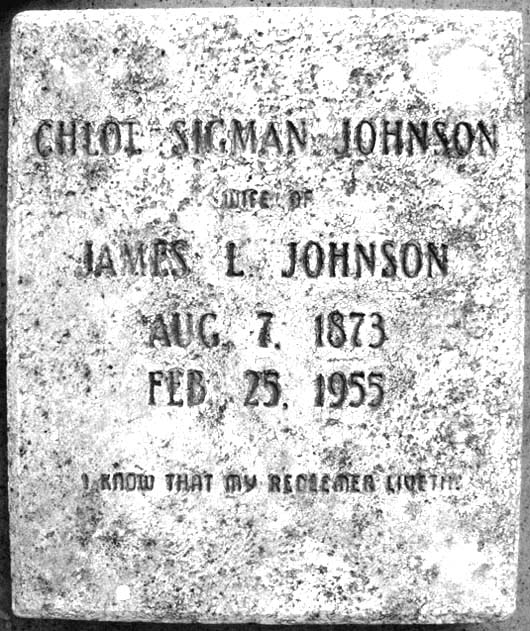 CHLOE SIGMAN JOHNSON
WIFE OF
JAMES L JOHNSON
AUG. 7, 1873
FEB. 25, 1955
I KNOW THAT MY REDEEMER LIVETH